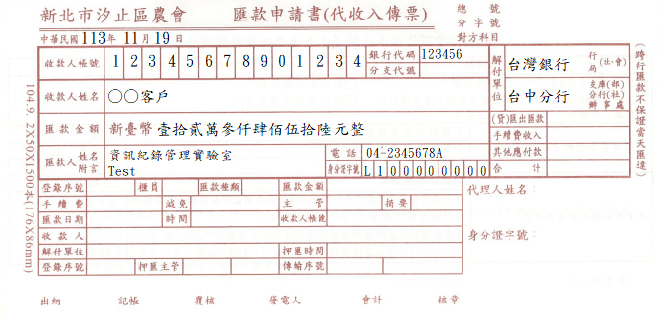 新北市汐止區農會 匯款申請書(代收入傳票)
總 號
分 字 號
對方科目
中華民國 113年 11月 19日
收款人帳號 1 2 3 4 5 6 7 8 9 0 1 2 3 4
銀行代碼 123456
分支代號
解付單位 台灣銀行 行局(社.會)
收款人姓名 ○○客戶
台中分行 支庫(部)分行(社)辦事處
匯款金額 新臺幣 壹拾貳萬參仟肆佰伍拾陸元整
(貸)匯出匯款
手續費收入
匯款人姓名 附言 資訊紀錄管理實驗室
Test
電話 04-2345678A
身分證字號 L100000000
其他應付款
合 計
登錄序號 櫃員 匯款種類 匯款金額
代理人姓名:
手續費 減免 主管 摘要
匯款日期 時間 收款人帳號
收款人
身分證字號:
解付單位 押匯時間
登錄序號 押匯主管 傳輸序號
出納 記帳 覆核 發電人 會計 核章
(跨行匯款不保證當天匯達)
104.9. 2X50X1500本(176X86mm)